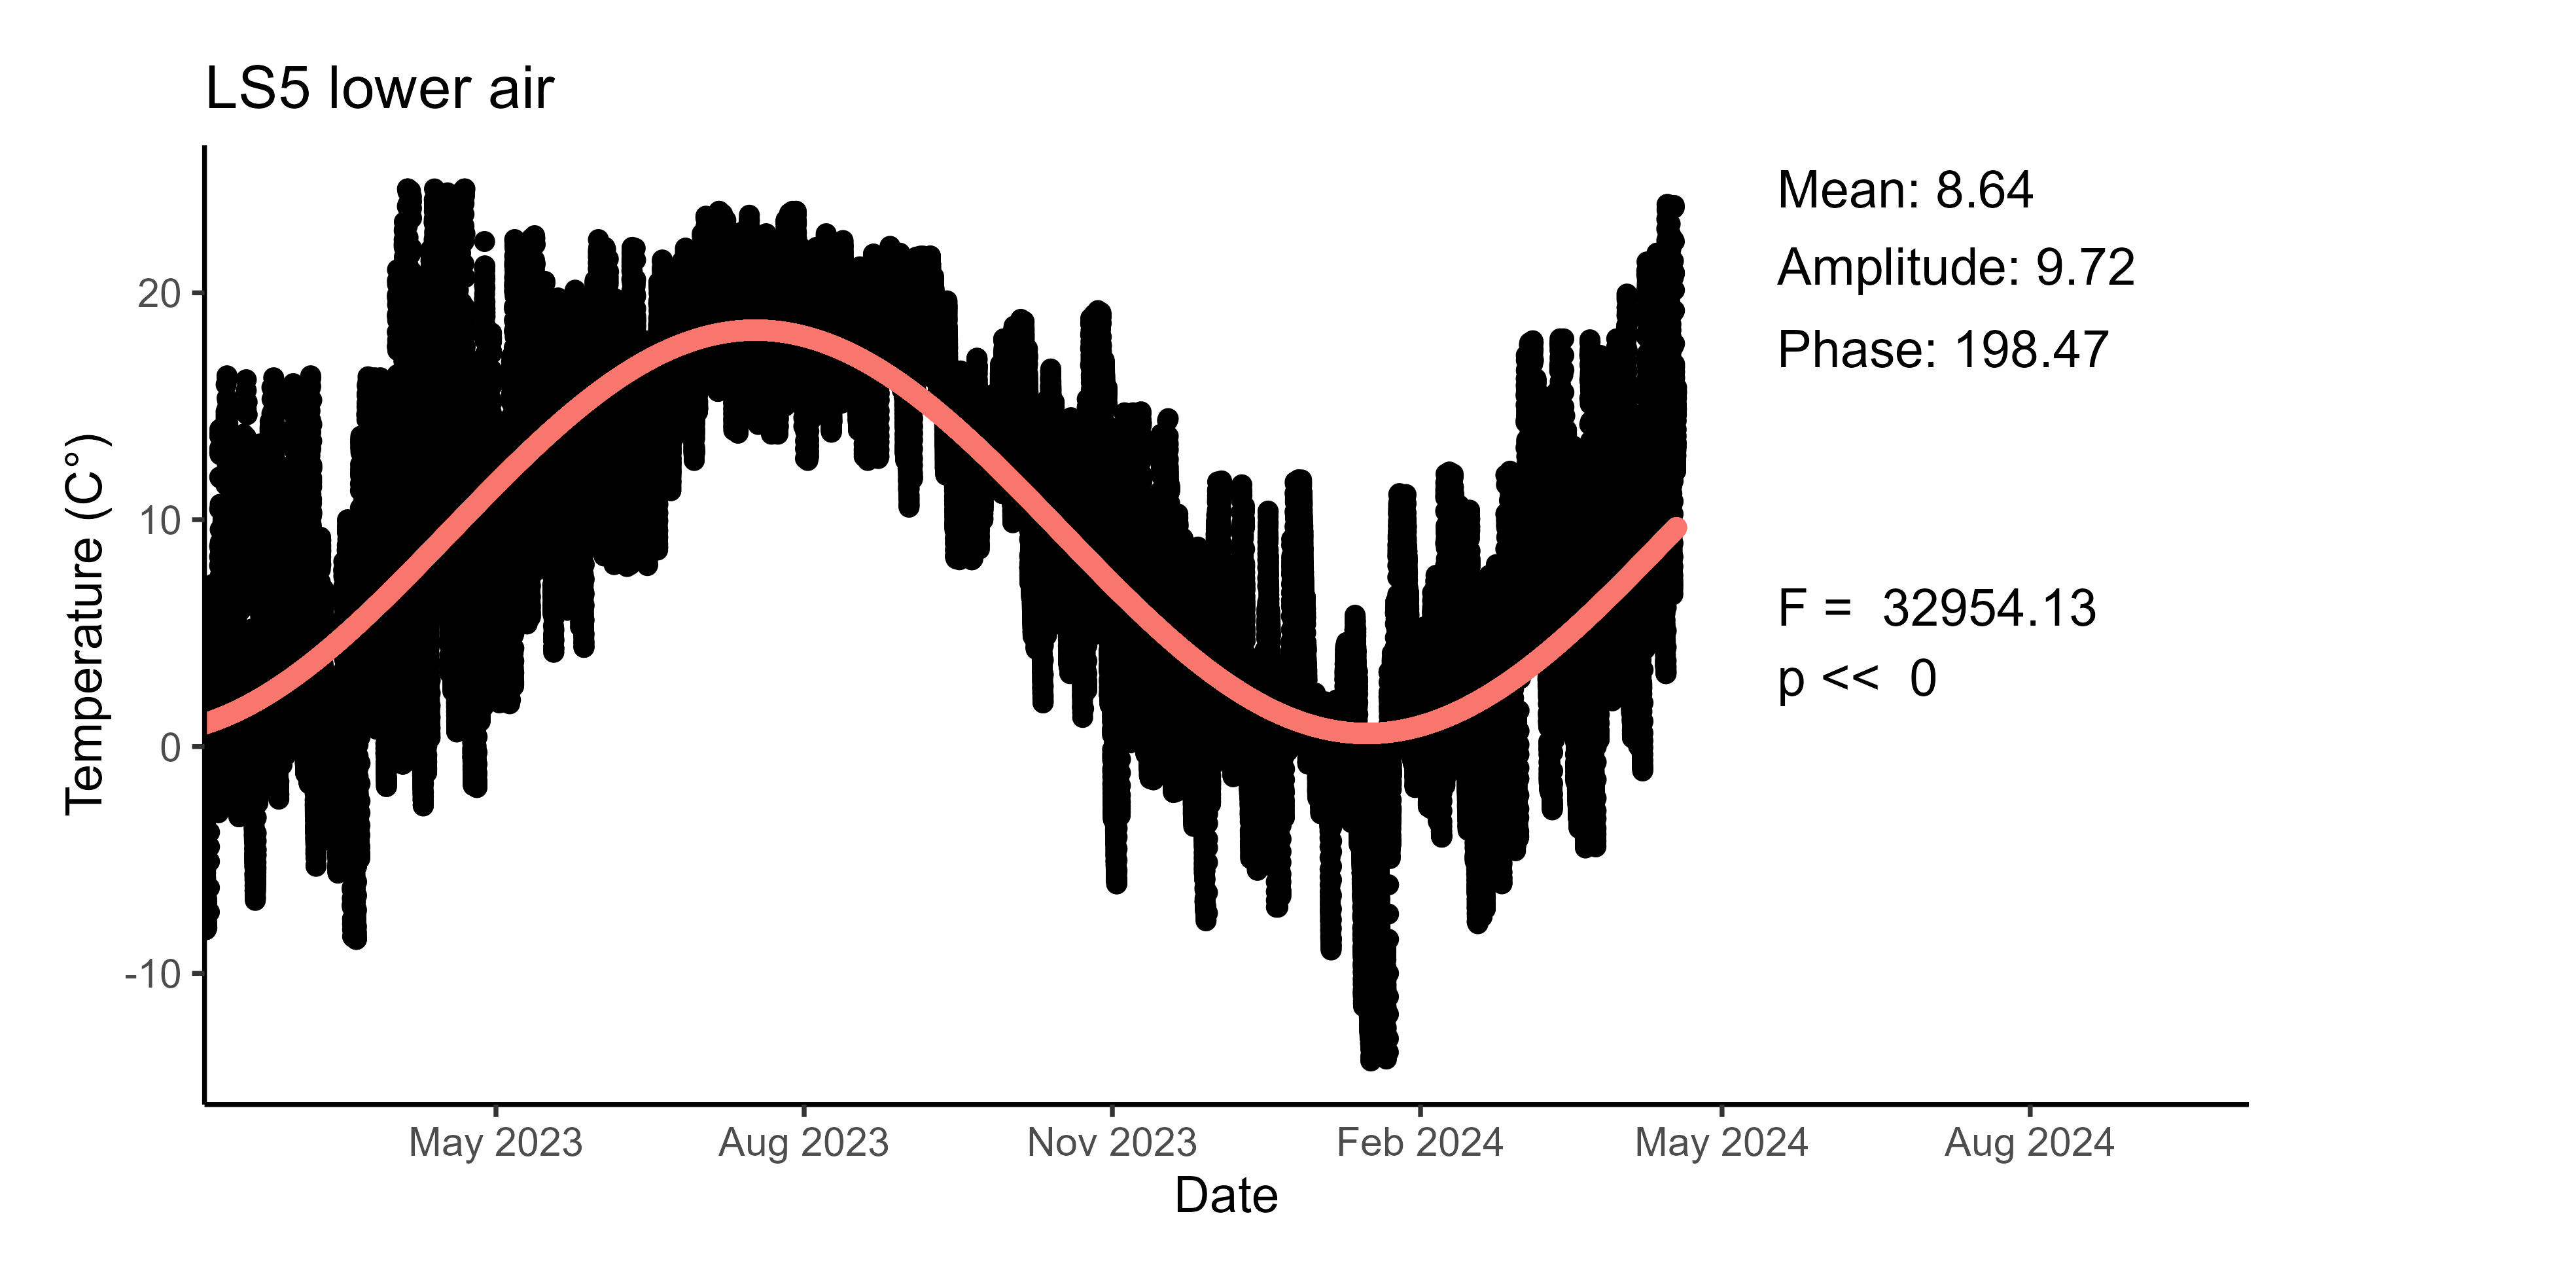 LS5 lower air
Mean: 8.64
Amplitude: 9.72
Phase: 198.47
F =  32954.13
p <<  0
Temperature (C°)
20
10
0
-10
May 2023
Aug 2023
Nov 2023
Feb 2024
May 2024
Aug 2024
Date